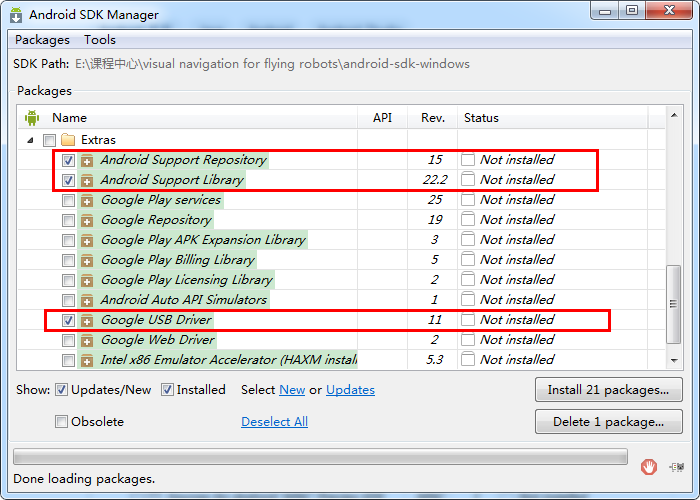 Android SDK Manager
Packages Tools
SDK Path: E:\课程中心\visual navigation for flying robots\android-sdk-windows
Packages
Name API Rev. Status
Extras
Android Support Repository 15 Not installed
Android Support Library 22.2 Not installed
Google Play services 25 Not installed
Google Repository 19 Not installed
Google Play APK Expansion Library 3 Not installed
Google Play Billing Library 5 Not installed
Google Play Licensing Library 2 Not installed
Android Auto API Simulators 1 Not installed
Google USB Driver 11 Not installed
Google Web Driver 2 Not installed
Intel x86 Emulator Accelerator (HAXM install 5.3 Not installed
Show: Updates/New Installed Select New or Updates Install 21 packages...
Obsolete Deselect All Delete 1 package...
Done loading packages.